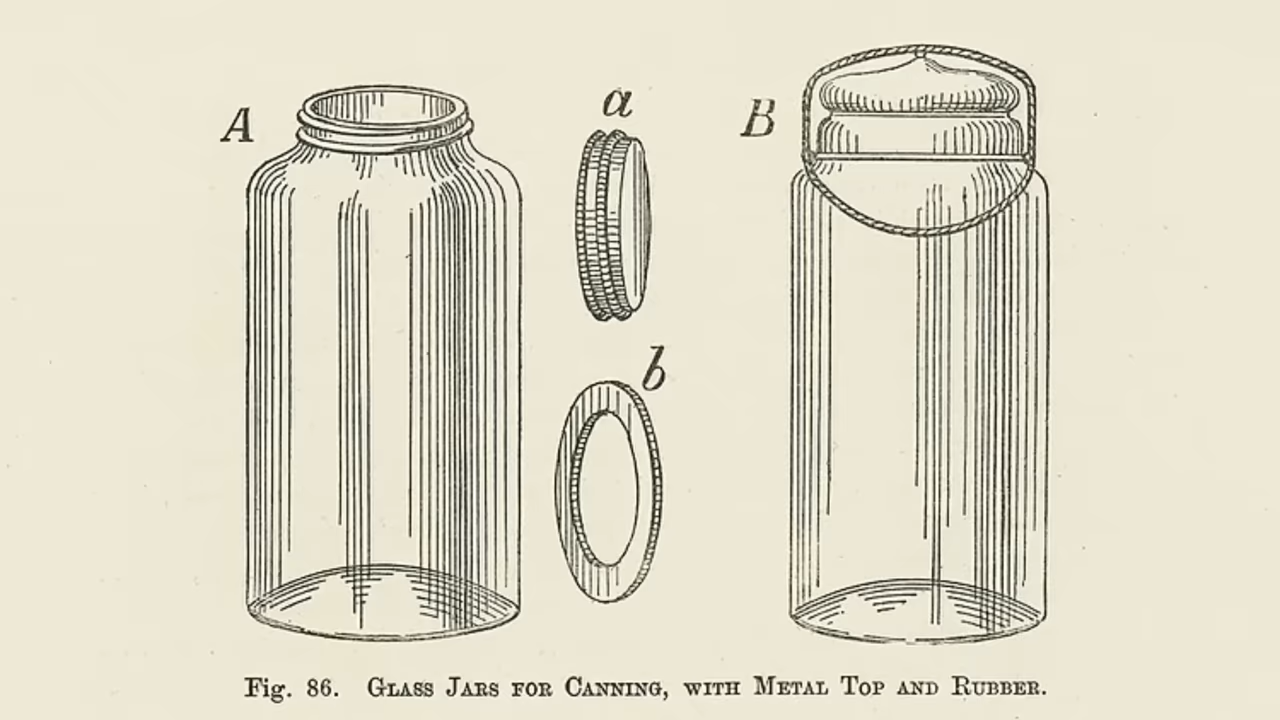 A
a
B
b
Fig. 86. Glass Jars for Canning, with Metal Top and Rubber.